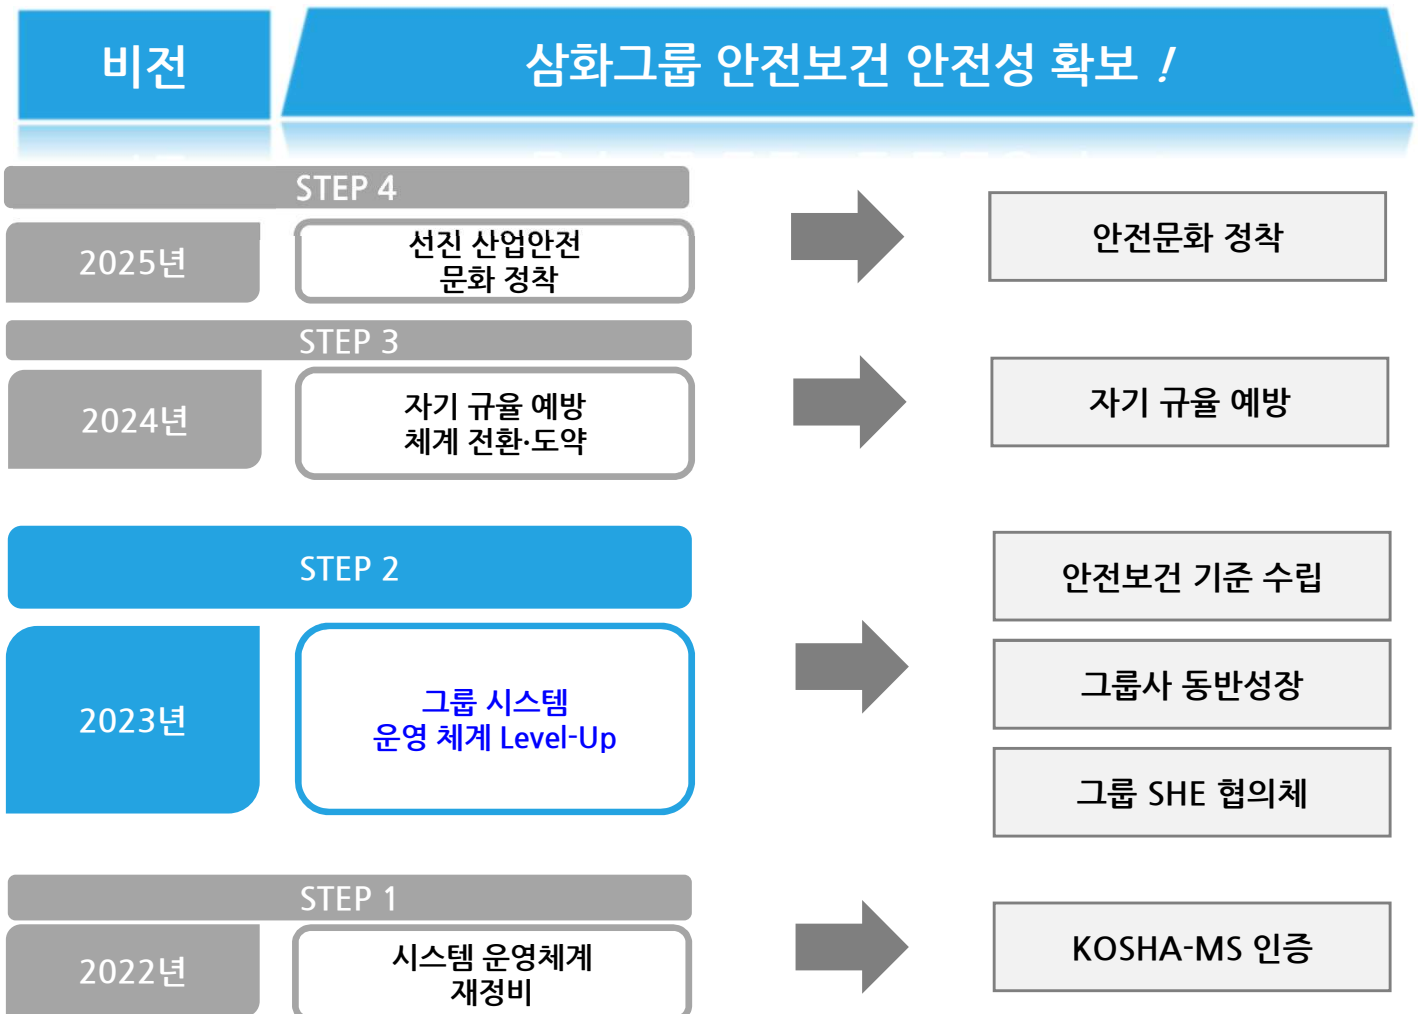 비전
삼화그룹 안전보건 안전성 확보 !
STEP 4
2025년
선진 산업안전
문화 정착
안전문화 정착
STEP 3
2024년
자기 규율 예방
체계 전환·도약
자기 규율 예방
STEP 2
2023년
그룹 시스템
운영 체계 Level-Up
안전보건 기준 수립
그룹사 동반성장
그룹 SHE 협의체
STEP 1
2022년
시스템 운영체계
재정비
KOSHA-MS 인증